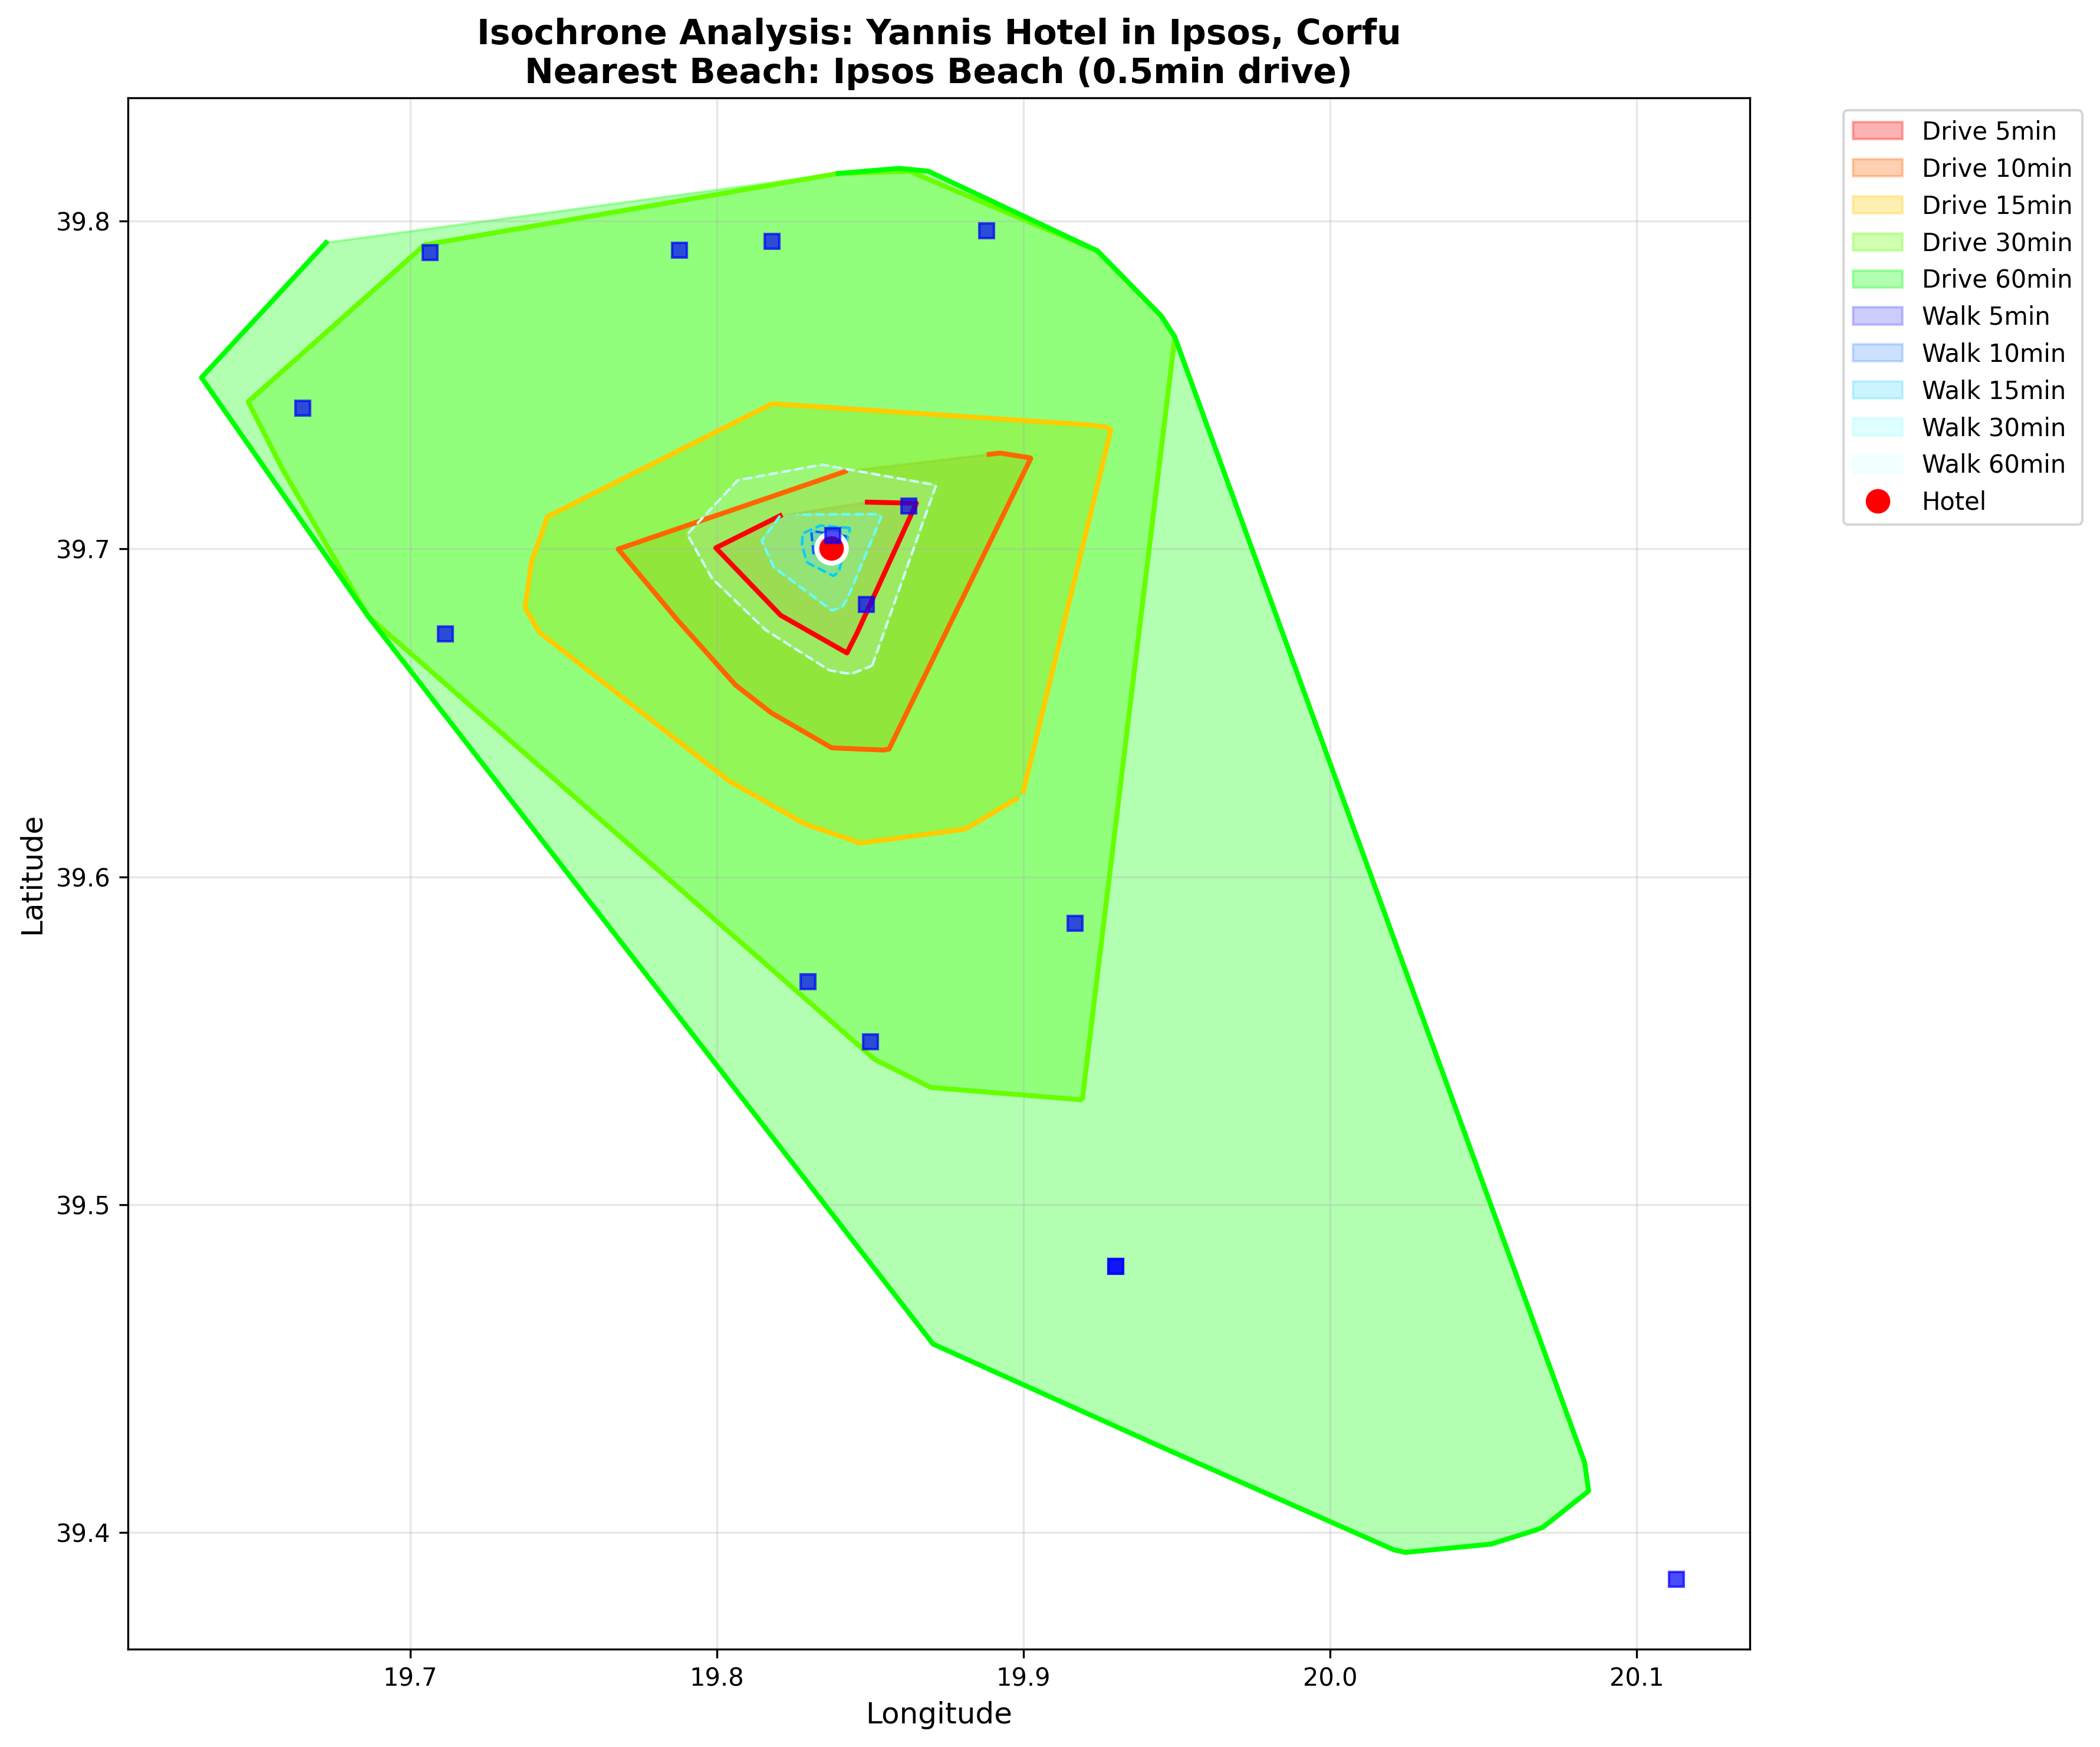 Isochrone Analysis: Yannis Hotel in Ipsos, Corfu
Nearest Beach: Ipsos Beach (0.5min drive)
Drive 5min
Drive 10min
Drive 15min
Drive 30min
Drive 60min
Walk 5min
Walk 10min
Walk 15min
Walk 30min
Walk 60min
Hotel
Latitude
39.8
39.7
39.6
39.5
39.4
19.7
19.8
19.9
20.0
20.1
Longitude